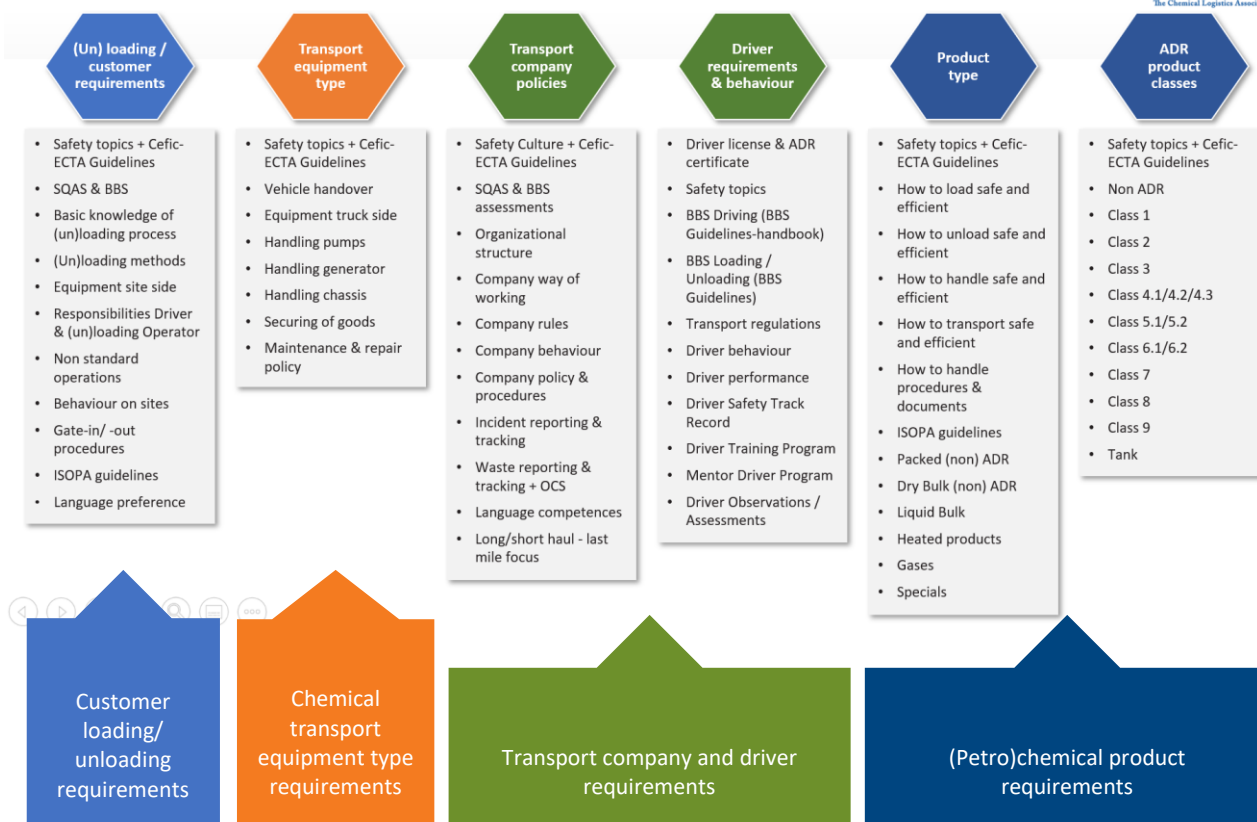 The Chemical Logistics Associ
(Un) loading /
customer
requirements
Transport
equipment
type
Transport
company
policies
Driver
requirements
& behaviour
Product
type
ADR
product
classes
• Safety topics + Cefic-
ECTA Guidelines
• SQAS & BBS
• Basic knowledge of
(un)loading process
• (Un)loading methods
• Equipment site side
• Responsibilities Driver
& (un)loading Operator
• Non standard
operations
• Behaviour on sites
• Gate-in/ -out
procedures
• ISOPA guidelines
• Language preference
• Safety topics + Cefic-
ECTA Guidelines
• Vehicle handover
• Equipment truck side
• Handling pumps
• Handling generator
• Handling chassis
• Securing of goods
• Maintenance & repair
policy
• Safety Culture + Cefic-
ECTA Guidelines
• SQAS & BBS
assessments
• Organizational
structure
• Company way of
working
• Company rules
• Company behaviour
• Company policy &
procedures
• Incident reporting &
tracking
• Waste reporting &
tracking + OCS
• Language competences
• Long/short haul - last
mile focus
• Driver license & ADR
certificate
• Safety topics
• BBS Driving (BBS
Guidelines-handbook)
• BBS Loading /
Unloading (BBS
Guidelines)
• Transport regulations
• Driver behaviour
• Driver performance
• Driver Safety Track
Record
• Driver Training Program
• Mentor Driver Program
• Driver Observations /
Assessments
• Safety topics + Cefic-
ECTA Guidelines
• How to load safe and
efficient
• How to unload safe and
efficient
• How to handle safe and
efficient
• How to transport safe
and efficient
• How to handle
procedures &
documents
• ISOPA guidelines
• Packed (non) ADR
• Dry Bulk (non) ADR
• Liquid Bulk
• Heated products
• Gases
• Specials
• Safety topics + Cefic-
ECTA Guidelines
• Non ADR
• Class 1
• Class 2
• Class 3
• Class 4.1/4.2/4.3
• Class 5.1/5.2
• Class 6.1/6.2
• Class 7
• Class 8
• Class 9
• Tank
Customer
loading/
unloading
requirements
Chemical
transport
equipment type
requirements
Transport company and driver
requirements
(Petro)chemical product
requirements